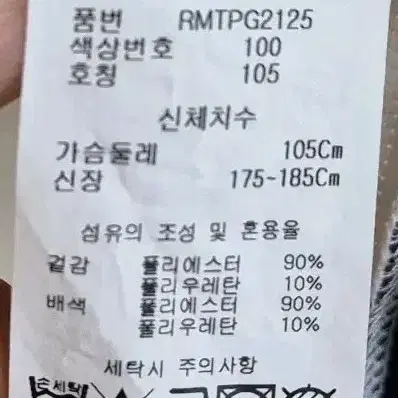 품번 RMTPG2125
색상번호 100
호칭 105
신체치수
가슴둘레 105Cm
신장 175~185Cm
섬유의 조성 및 혼용율
겉감 폴리에스터 90%
폴리우레탄 10%
배색 폴리에스터 90%
폴리우레탄 10%
세탁시 주의사항
손세탁